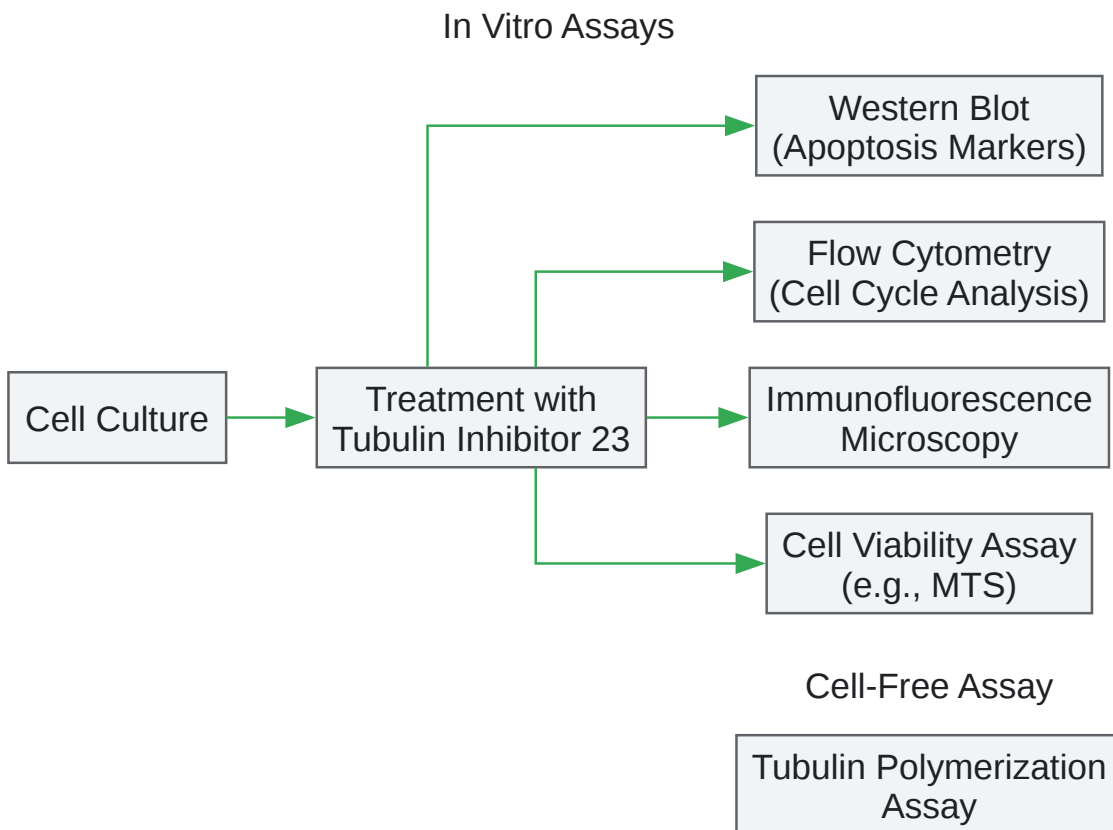 In Vitro Assays
Western Blot
(Apoptosis Markers)
Flow Cytometry
(Cell Cycle Analysis)
Cell Culture
Treatment with
Tubulin Inhibitor 23
Immunofluorescence
Microscopy
Cell Viability Assay
(e.g., MTS)
Cell-Free Assay
Tubulin Polymerization
Assay